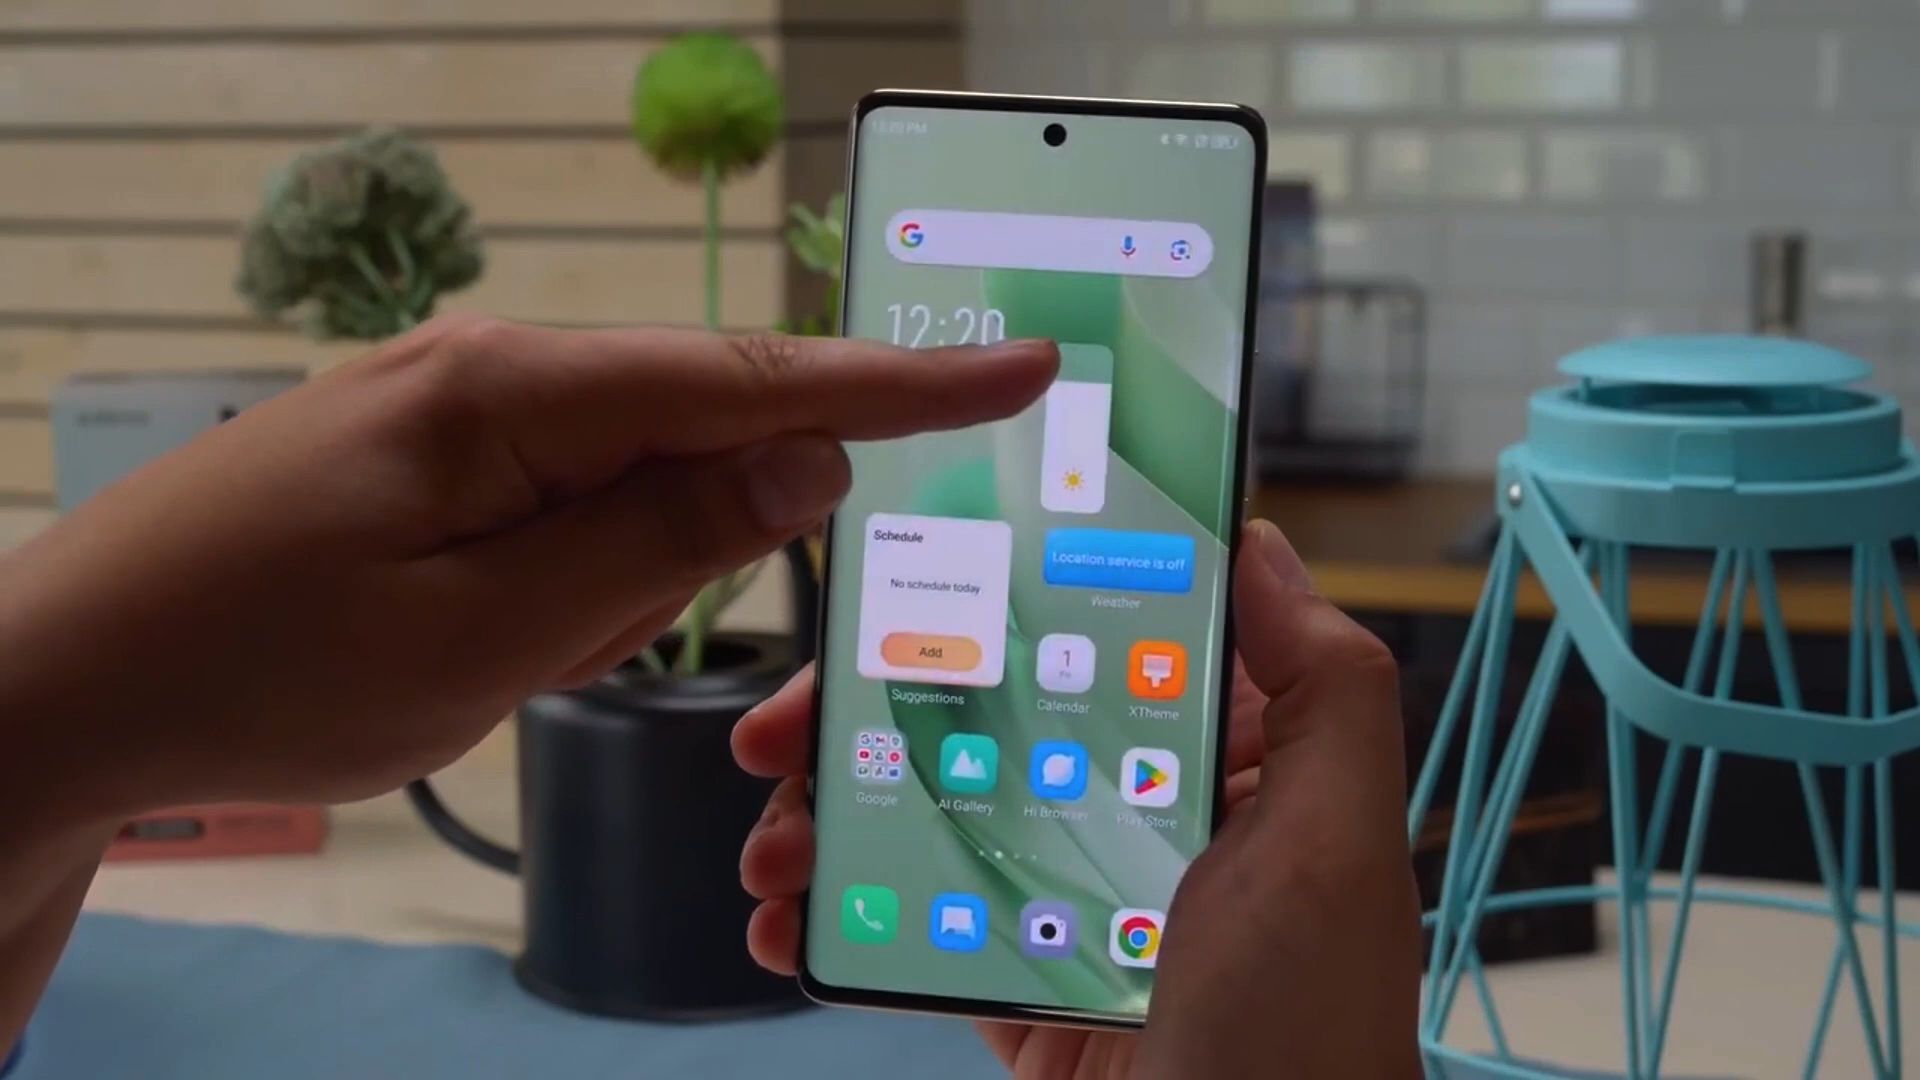 12:20
Schedule
No schedule today
Add
Suggestions
Location service is off
Weather
1
Calendar
XTheme
Google
AI Gallery
Hi Browser
Play Store